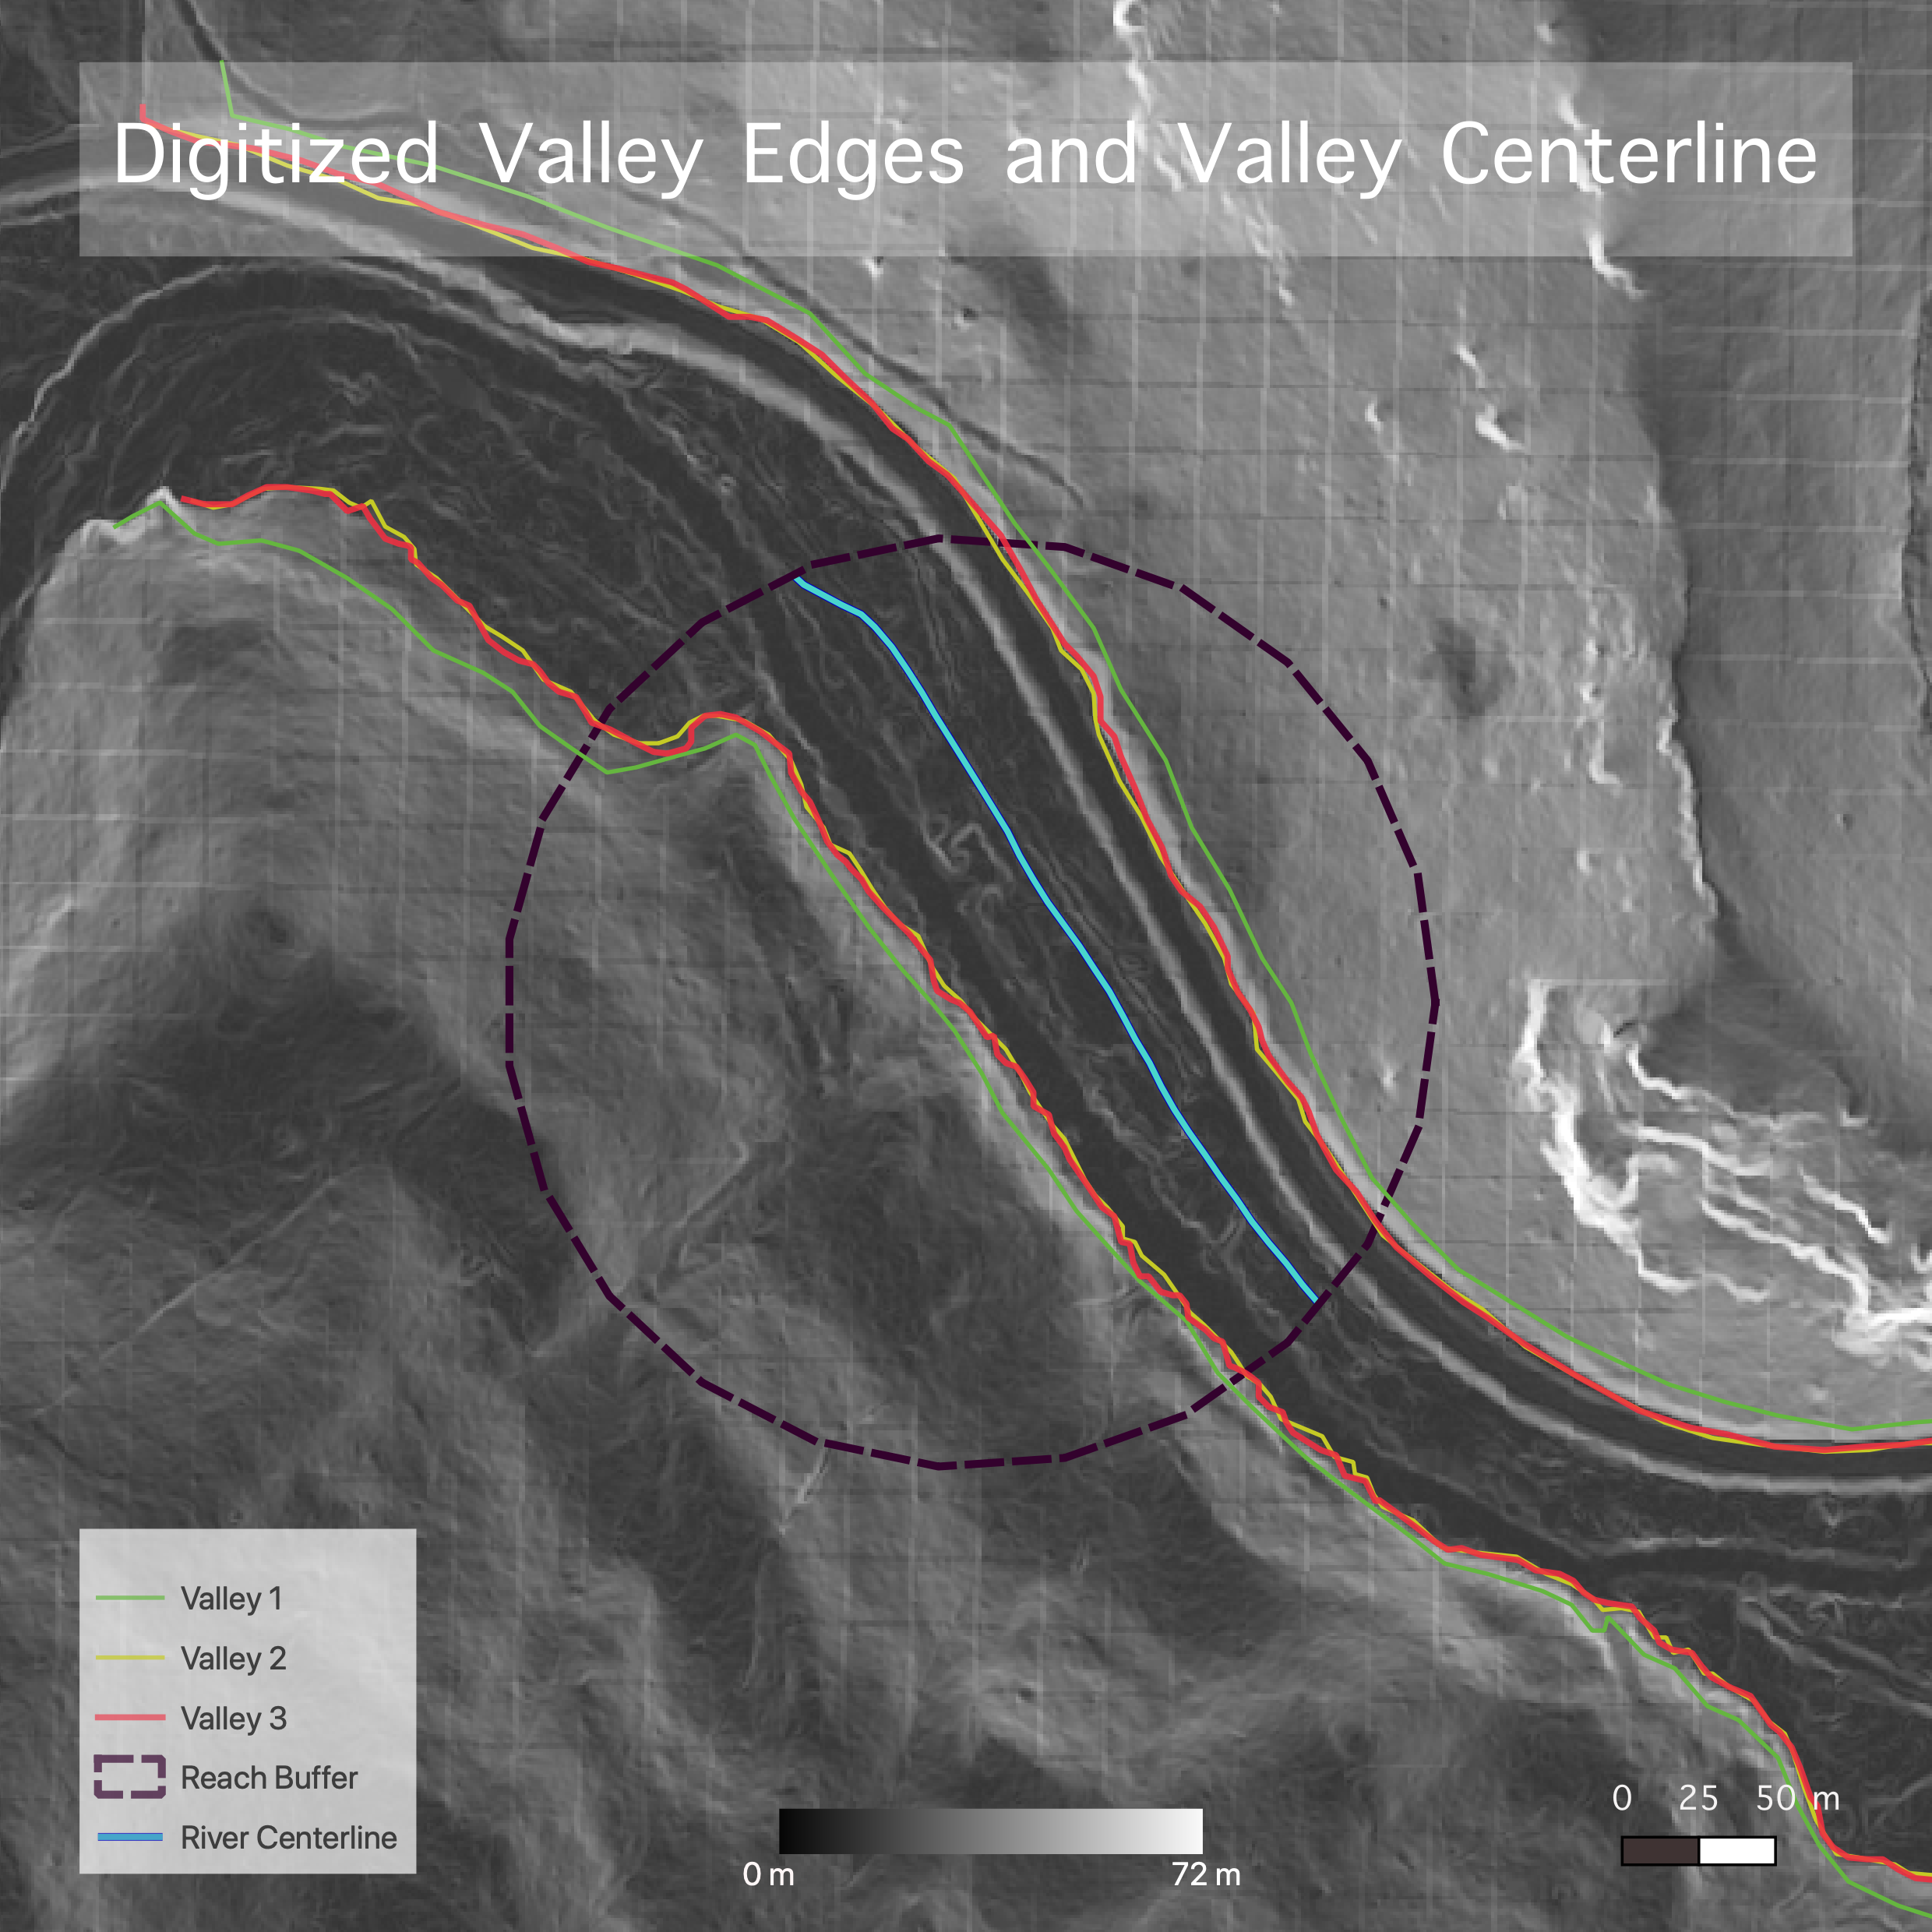 Digitized Valley Edges and Valley Centerline
Valley 1
Valley 2
Valley 3
Reach Buffer
River Centerline
0 m 72 m
0 25 50 m